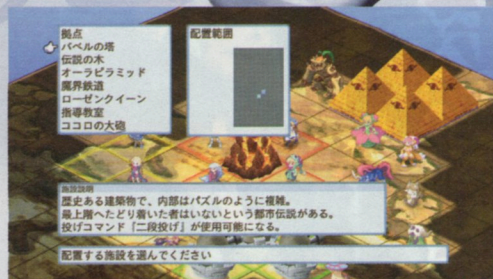 拠点
バベルの塔
伝説の木
オーラピラミッド
魔界鉄道
ローゼンクイーン
指導教室
ココロの大砲
配置範囲
施設説明
歴史ある建築物で、内部はパズルのように複雑。
最上階へたどり着いた者はいないという都市伝説がある。
投げコマンド『二段投げ』が使用可能になる。
配置する施設を選んでください